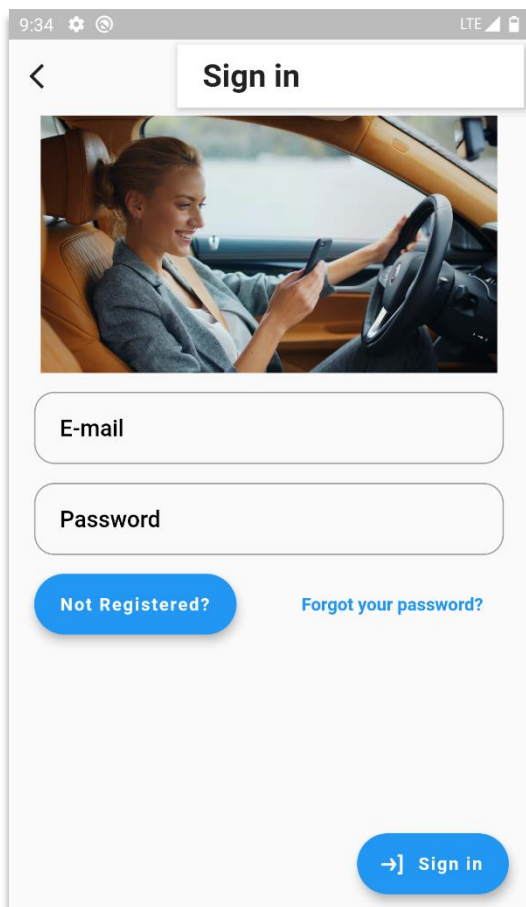 9:34 LTE
Sign in
E-mail
Password
Not Registered? Forgot your password?
Sign in